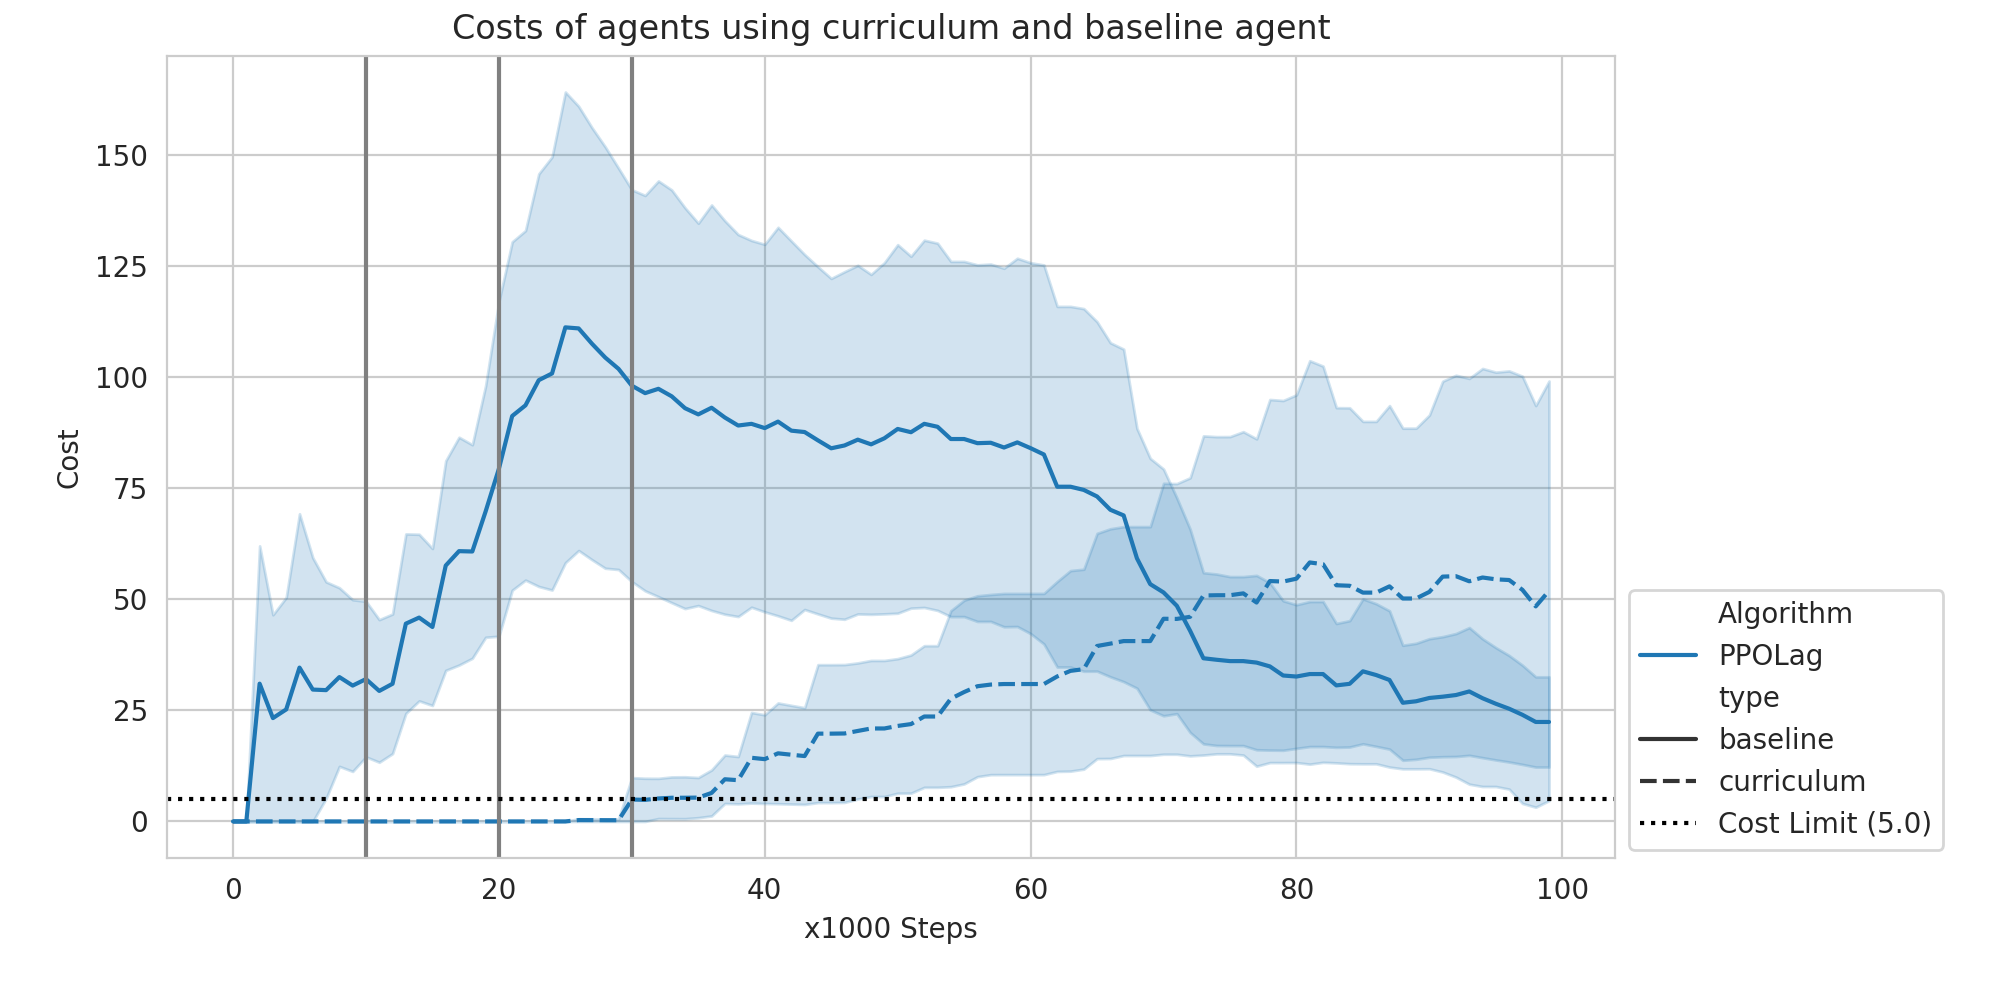 Costs of agents using curriculum and baseline agent
Cost
150
125
100
75
50
25
0
0 20 40 60 80 100
x1000 Steps
Algorithm
PPOLag
type
baseline
curriculum
Cost Limit (5.0)